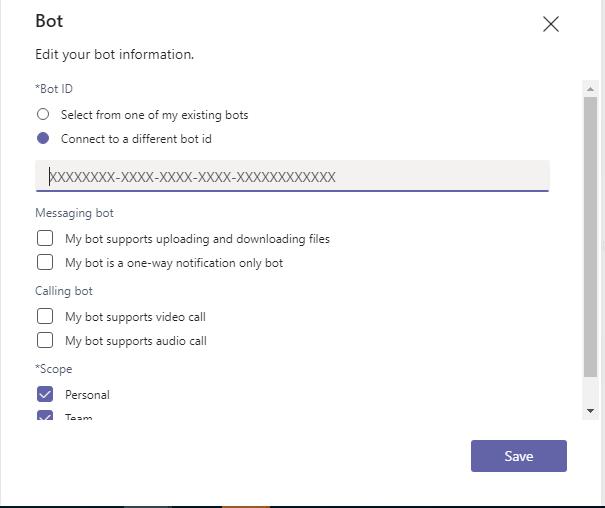 Bot
Edit your bot information.
*Bot ID
Select from one of my existing bots
Connect to a different bot id
XXXXXXXX-XXXX-XXXX-XXXX-XXXXXXXXXXXX
Messaging bot
My bot supports uploading and downloading files
My bot is a one-way notification only bot
Calling bot
My bot supports video call
My bot supports audio call
*Scope
Personal
Team
Save